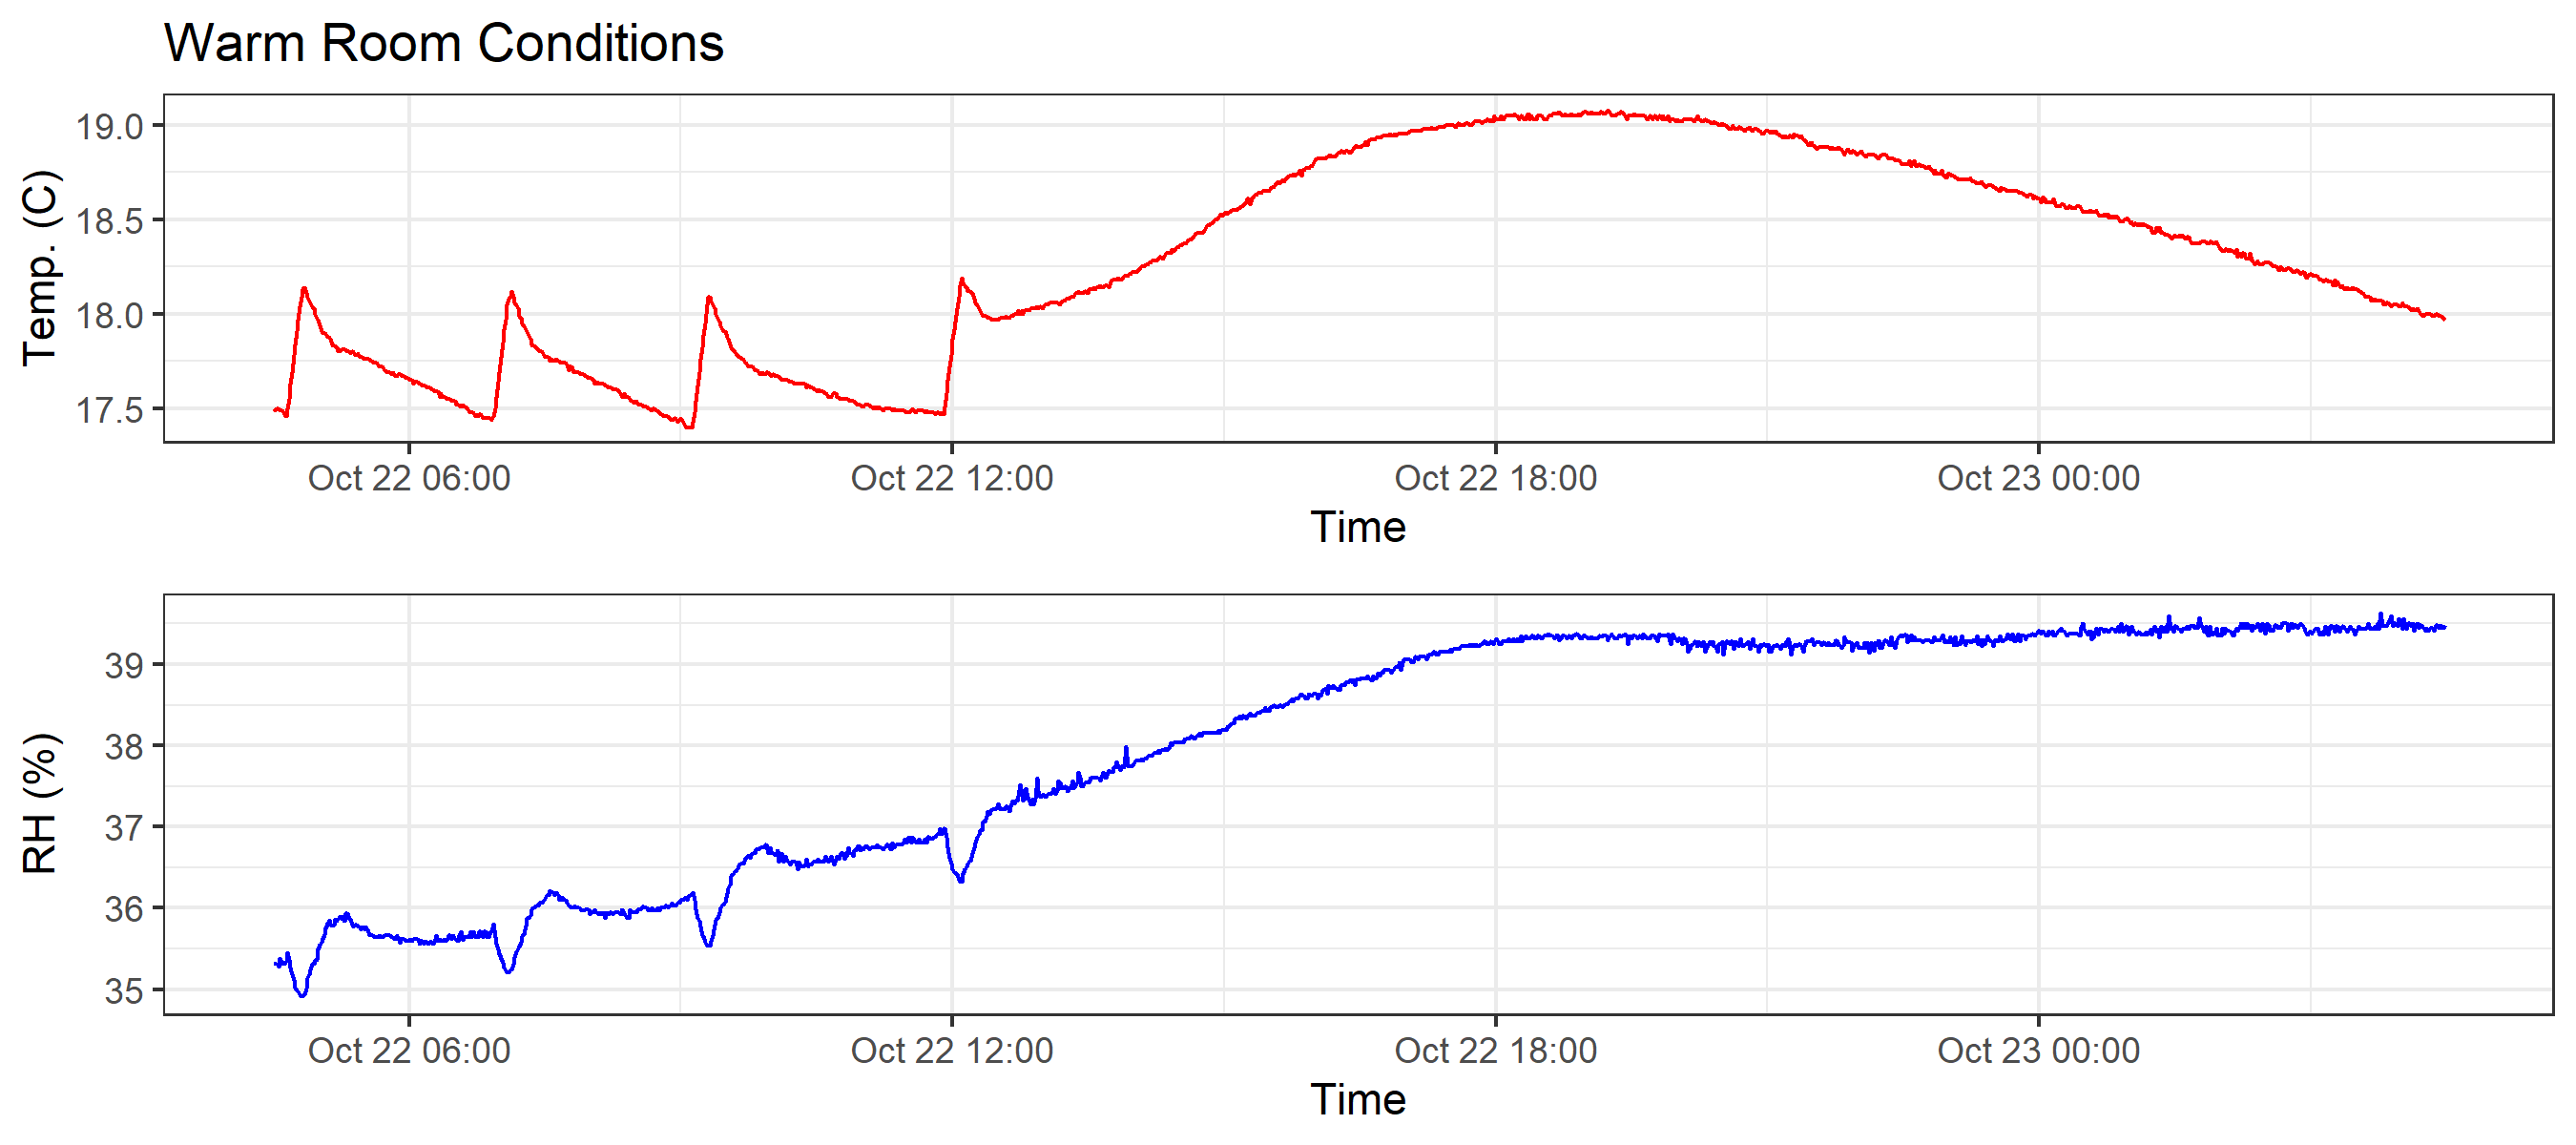 Warm Room Conditions
Temp. (C)
19.0
18.5
18.0
17.5
Oct 22 06:00 Oct 22 12:00 Oct 22 18:00 Oct 23 00:00
Time
RH (%)
39
38
37
36
35
Oct 22 06:00 Oct 22 12:00 Oct 22 18:00 Oct 23 00:00
Time